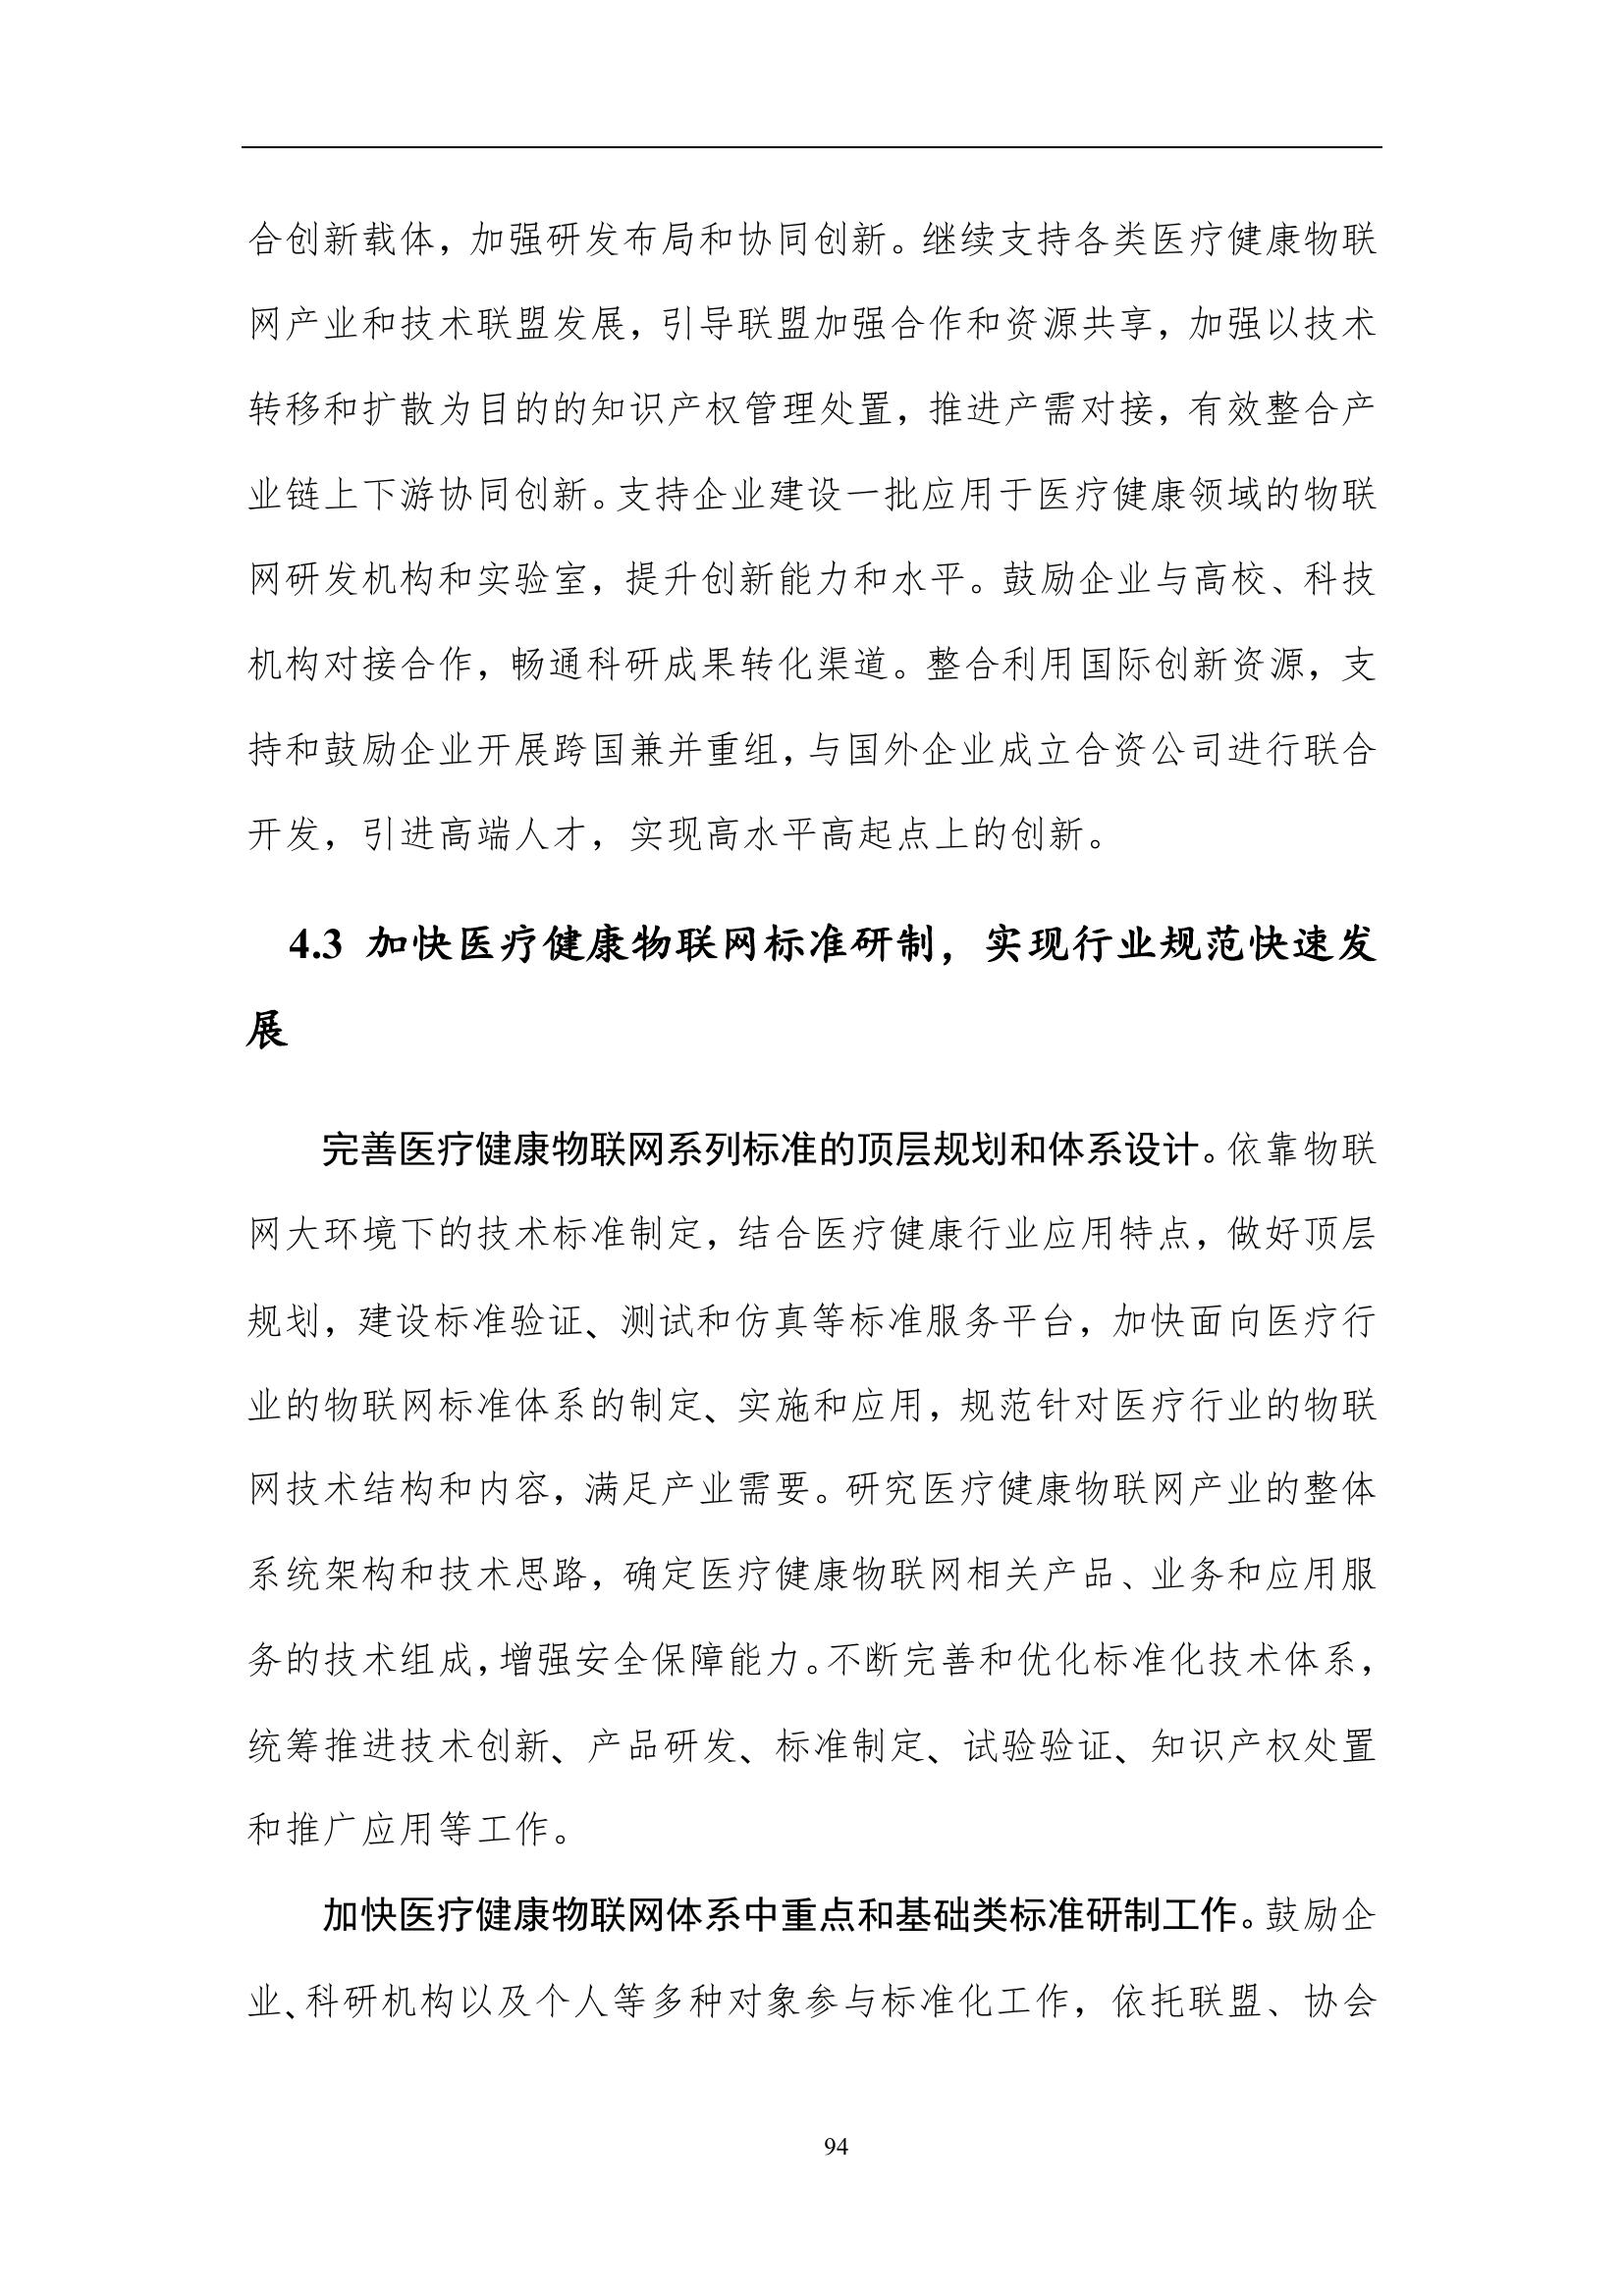 合创新载体，加强研发布局和协同创新。继续支持各类医疗健康物联
网产业和技术联盟发展，引导联盟加强合作和资源共享，加强以技术
转移和扩散为目的的知识产权管理处置，推进产需对接，有效整合产
业链上下游协同创新。支持企业建设一批应用于医疗健康领域的物联
网研发机构和实验室，提升创新能力和水平。鼓励企业与高校、科技
机构对接合作，畅通科研成果转化渠道。整合利用国际创新资源，支
持和鼓励企业开展跨国兼并重组，与国外企业成立合资公司进行联合
开发，引进高端人才，实现高水平高起点上的创新。
4.3 加快医疗健康物联网标准研制，实现行业规范快速发
展
完善医疗健康物联网系列标准的顶层规划和体系设计。依靠物联
网大环境下的技术标准制定，结合医疗健康行业应用特点，做好顶层
规划，建设标准验证、测试和仿真等标准服务平台，加快面向医疗行
业的物联网标准体系的制定、实施和应用，规范针对医疗行业的物联
网技术结构和内容，满足产业需要。研究医疗健康物联网产业的整体
系统架构和技术思路，确定医疗健康物联网相关产品、业务和应用服
务的技术组成，增强安全保障能力。不断完善和优化标准化技术体系，
统筹推进技术创新、产品研发、标准制定、试验验证、知识产权处置
和推广应用等工作。
加快医疗健康物联网体系中重点和基础类标准研制工作。鼓励企
业、科研机构以及个人等多种对象参与标准化工作，依托联盟、协会
94